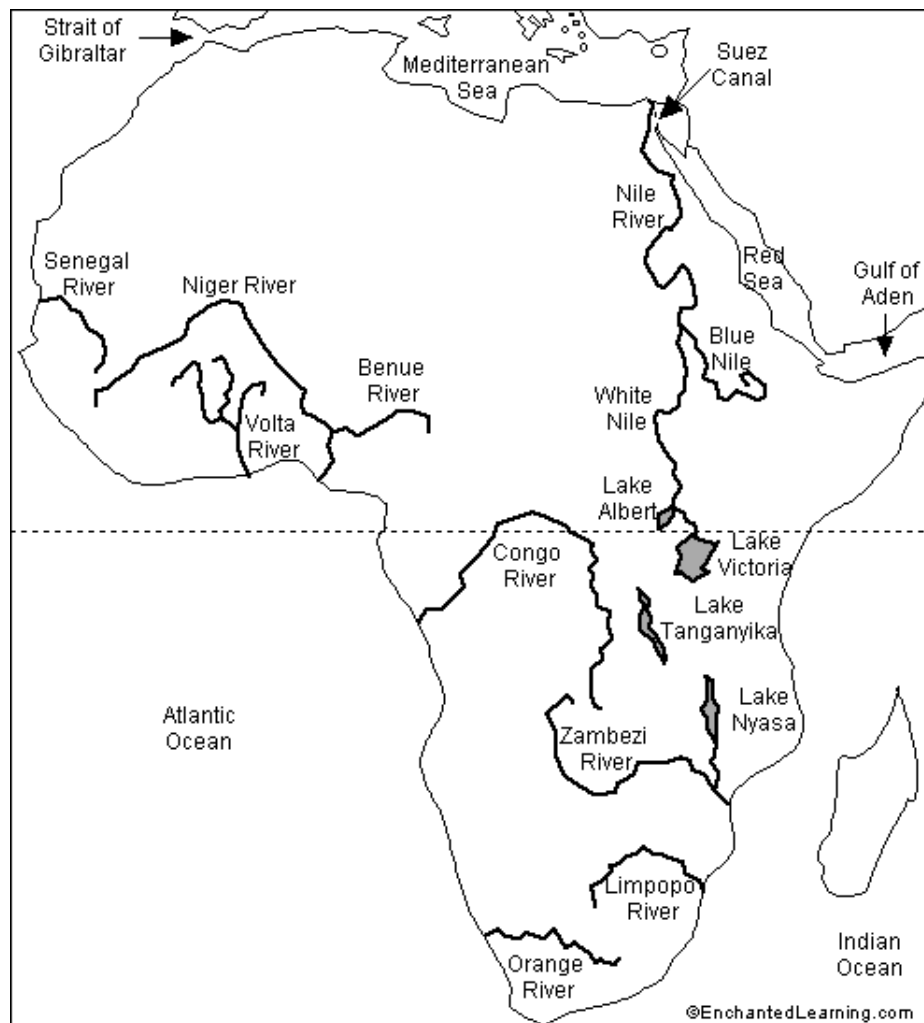 Strait of
Gibraltar
Mediterranean
Sea
Suez
Canal
Nile
River
Red
Sea
Gulf of
Aden
Senegal
River
Niger River
Benue
River
Blue
Nile
White
Nile
Volta
River
Lake
Albert
Congo
River
Lake
Victoria
Lake
Tanganyika
Lake
Nyasa
Atlantic
Ocean
Zambezi
River
Limpopo
River
Orange
River
Indian
Ocean
©EnchantedLearning.com